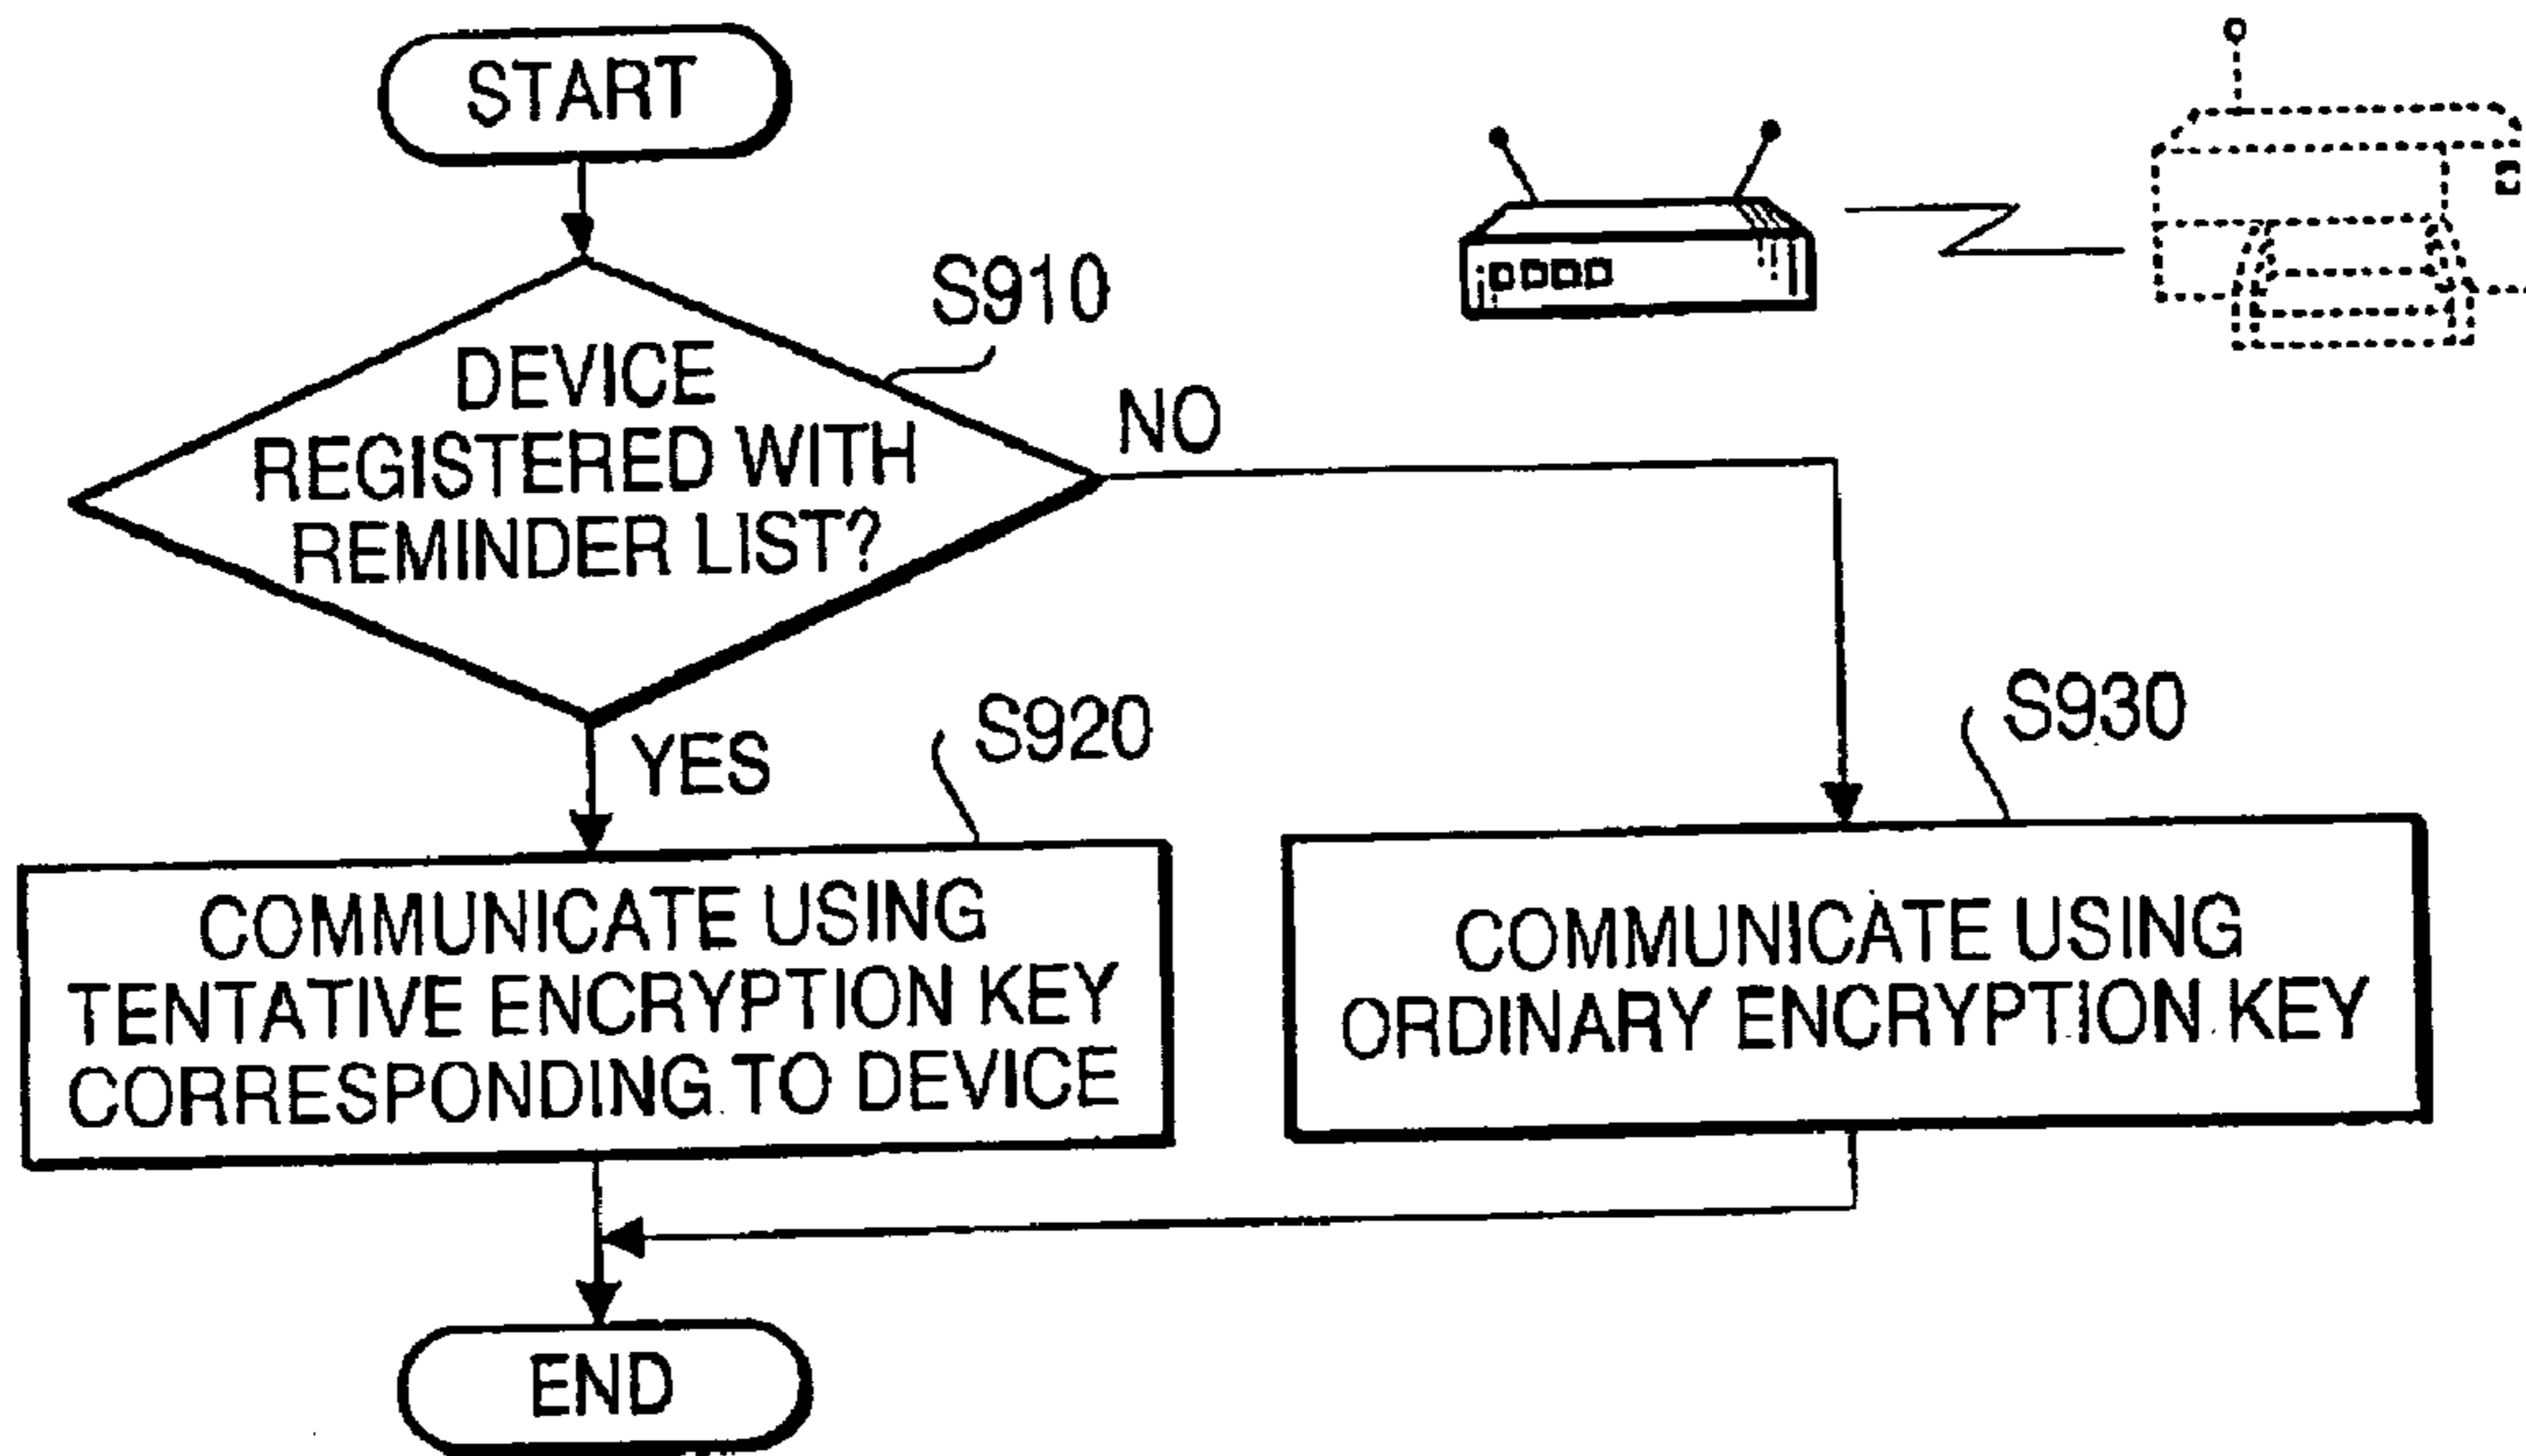 START
S910
DEVICE
REGISTERED WITH
REMINDER LIST?
NO
YES
S920
S930
COMMUNICATE USING
TENTATIVE ENCRYPTION KEY
CORRESPONDING TO DEVICE
COMMUNICATE USING
ORDINARY ENCRYPTION KEY
END